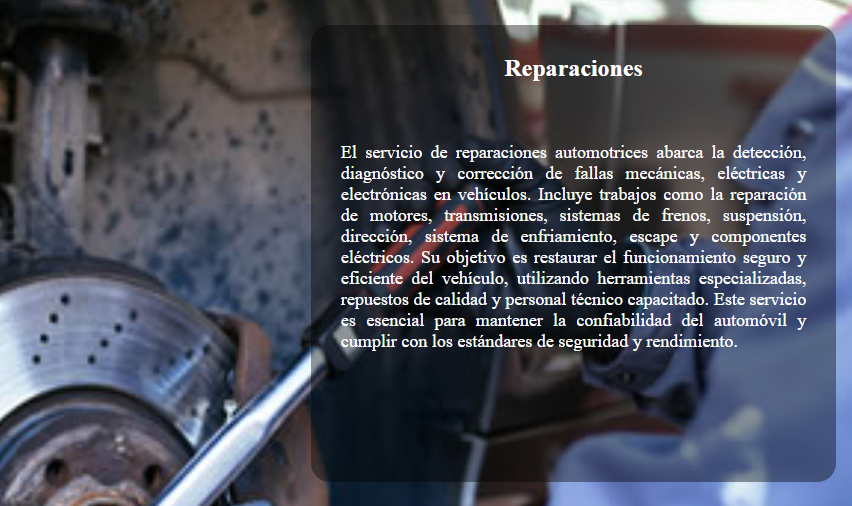 Reparaciones
El servicio de reparaciones automotrices abarca la detección,
diagnóstico y corrección de fallas mecánicas, eléctricas y
electrónicas en vehículos. Incluye trabajos como la reparación
de motores, transmisiones, sistemas de frenos, suspensión,
dirección, sistema de enfriamiento, escape y componentes
eléctricos. Su objetivo es restaurar el funcionamiento seguro y
eficiente del vehículo, utilizando herramientas especializadas,
repuestos de calidad y personal técnico capacitado. Este servicio
es esencial para mantener la confiabilidad del automóvil y
cumplir con los estándares de seguridad y rendimiento.